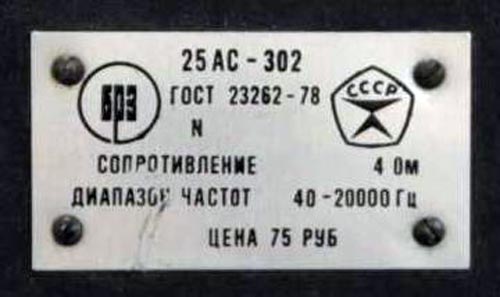 25АС-302
БРЗ
ГОСТ 23262-78
СССР
N
СОПРОТИВЛЕНИЕ 4 Ом
ДИАПАЗОН ЧАСТОТ 40-20000 Гц
ЦЕНА 75 РУБ